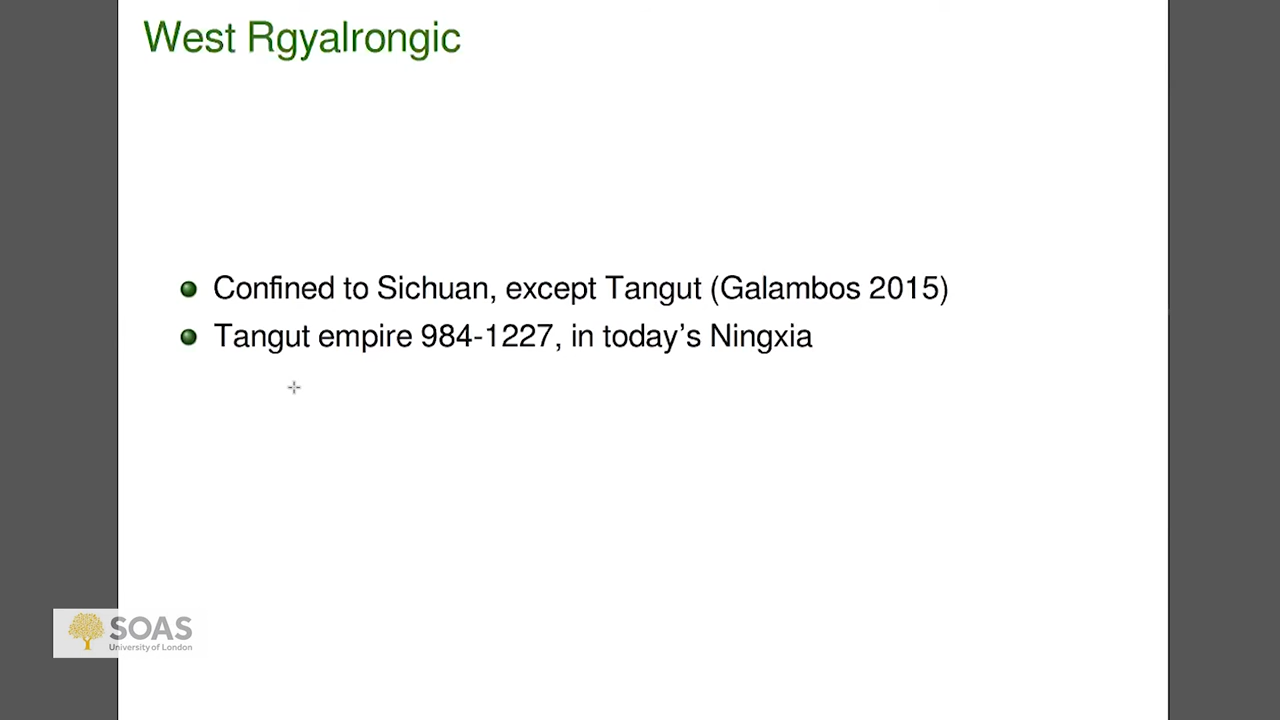 West Rgyalrongic
Confined to Sichuan, except Tangut (Galambos 2015)
Tangut empire 984-1227, in today's Ningxia
SOAS
University of London